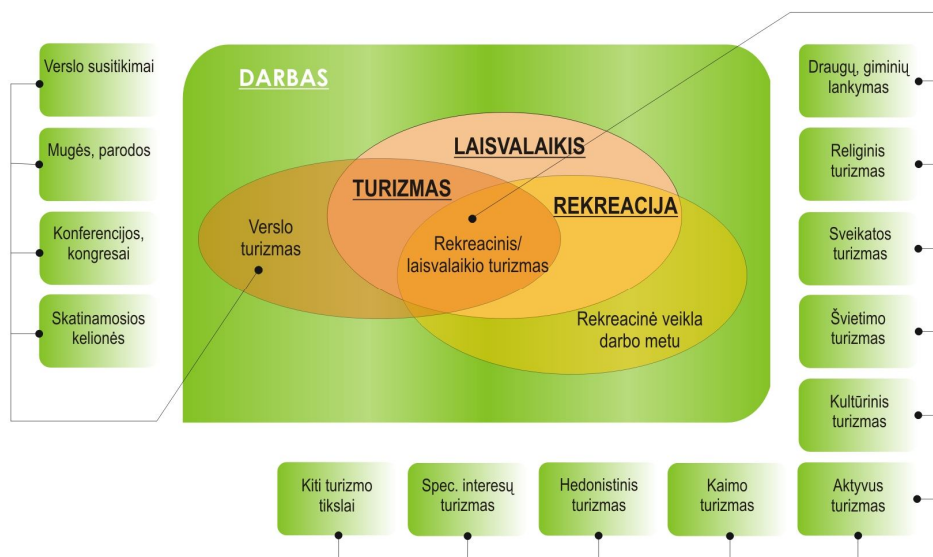 Verslo susitikimai
Mugės, parodos
Konferencijos,
kongresai
Skatinamosios
kelionės
DARBAS
LAISVALAIKIS
TURIZMAS
REKREACIJA
Verslo
turizmas
Rekreacinis/
laisvalaikio turizmas
Rekreacinė veikla
darbo metu
Draugų, giminių
lankymas
Religinis
turizmas
Sveikatos
turizmas
Švietimo
turizmas
Kultūrinis
turizmas
Kiti turizmo
tikslai
Spec. interesų
turizmas
Hedonistinis
turizmas
Kaimo
turizmas
Aktyvus
turizmas